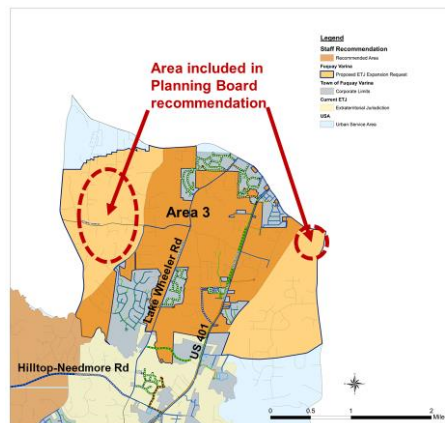 Legend
Staff Recommendation
Recommended Area
Fuquay Varina
Proposed ETJ Expansion Request
Town of Fuquay Varina
Corporate Limits
Current ETJ
Extraterritorial Jurisdiction
USA
Urban Service Area
Area included in
Planning Board
recommendation
Area 3
Lake Wheeler Rd
US 401
Hilltop-Needmore Rd
0 0.5 1 2
Mile